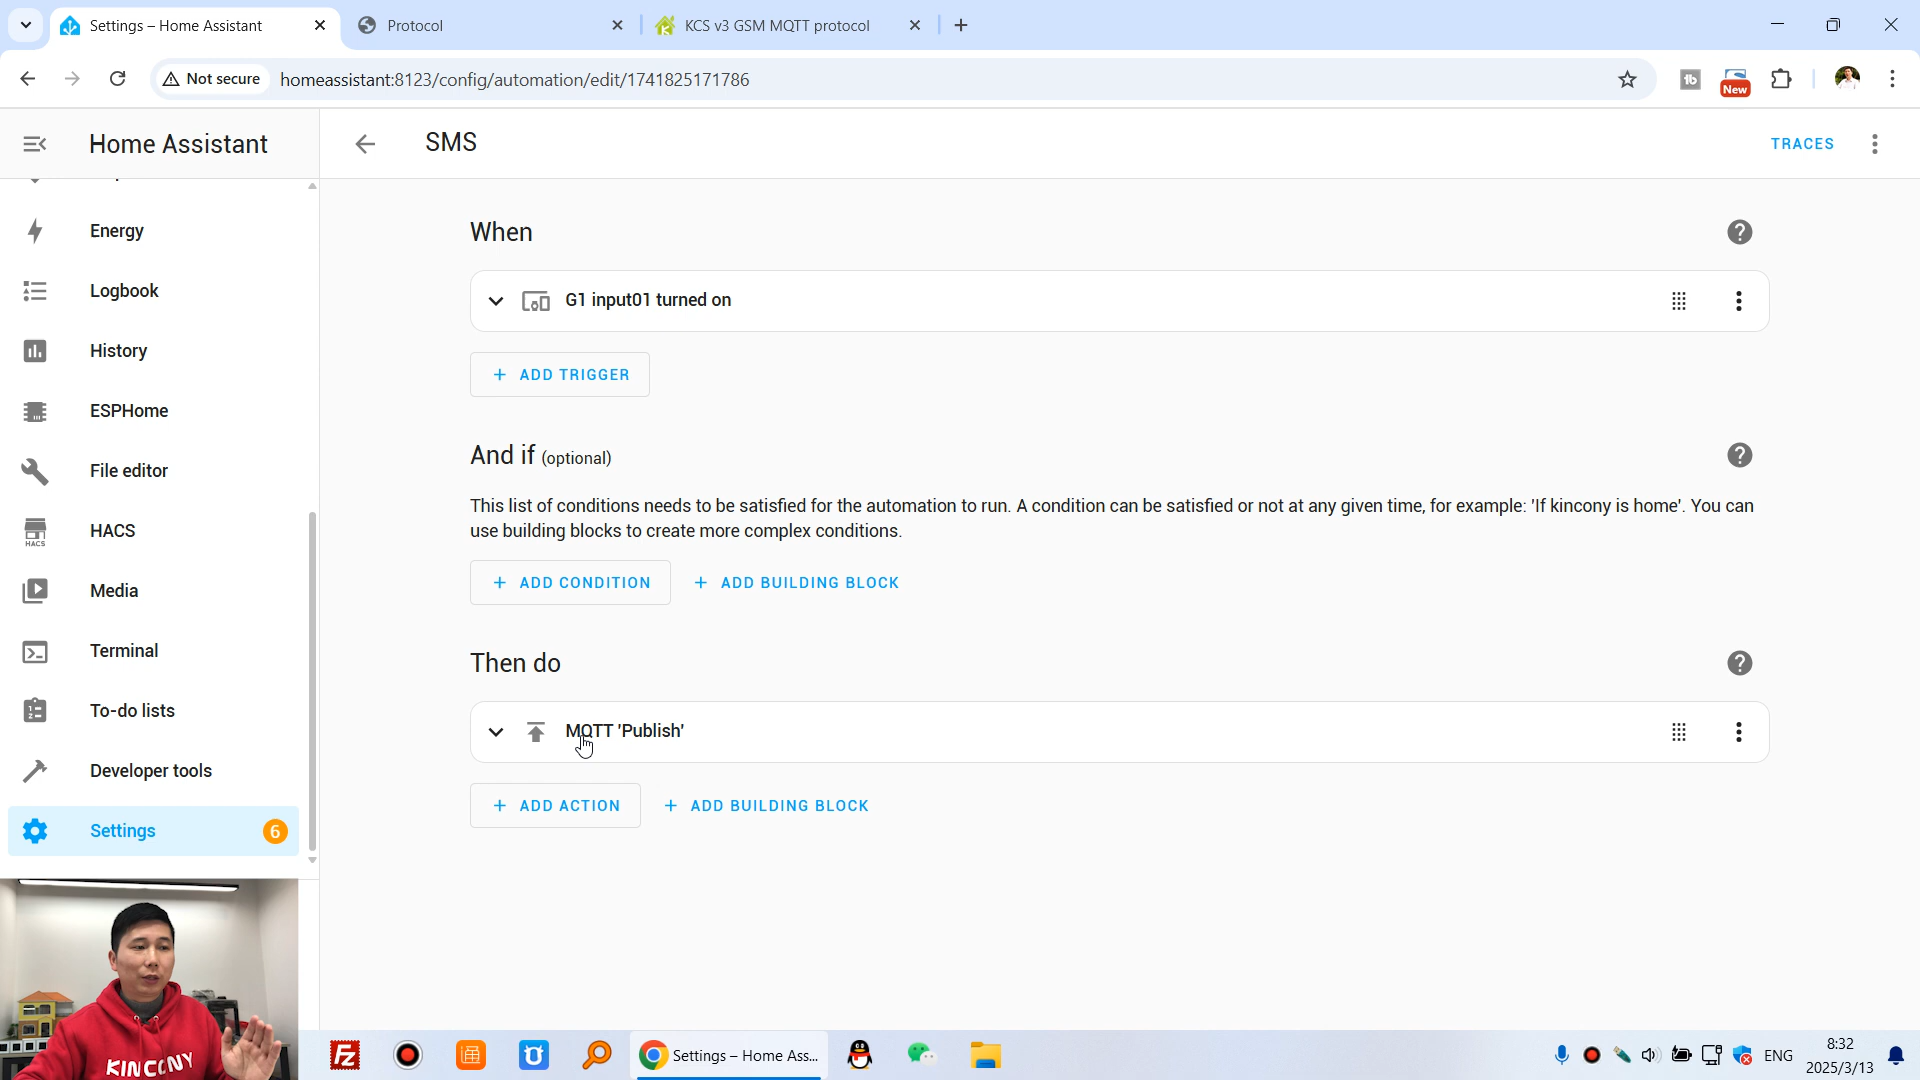 Settings – Home Assistant
Protocol
KCS v3 GSM MQTT protocol
Not secure
homeassistant:8123/config/automation/edit/1741825171786
New
Home Assistant
SMS
TRACES
Energy
Logbook
History
ESPHome
File editor
HACS
HACS
Media
Terminal
To-do lists
Developer tools
Settings
6
When
G1 input01 turned on
ADD TRIGGER
And if (optional)
This list of conditions needs to be satisfied for the automation to run. A condition can be satisfied or not at any given time, for example: 'If kincony is home'. You can
use building blocks to create more complex conditions.
ADD CONDITION
ADD BUILDING BLOCK
Then do
MQTT 'Publish'
ADD ACTION
ADD BUILDING BLOCK
KINCONY
Settings – Home Ass...
ENG
8:32
2025/3/13